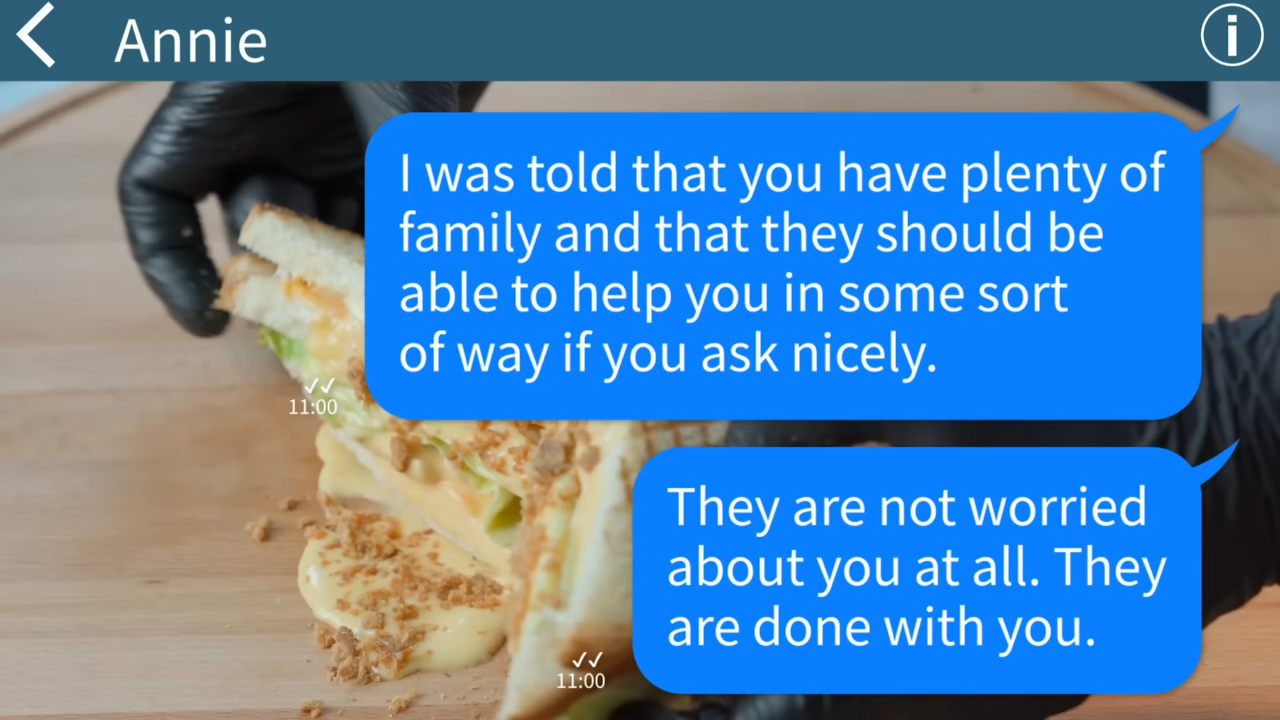 Annie
I was told that you have plenty of
family and that they should be
able to help you in some sort
of way if you ask nicely.
11:00
They are not worried
about you at all. They
are done with you.
11:00